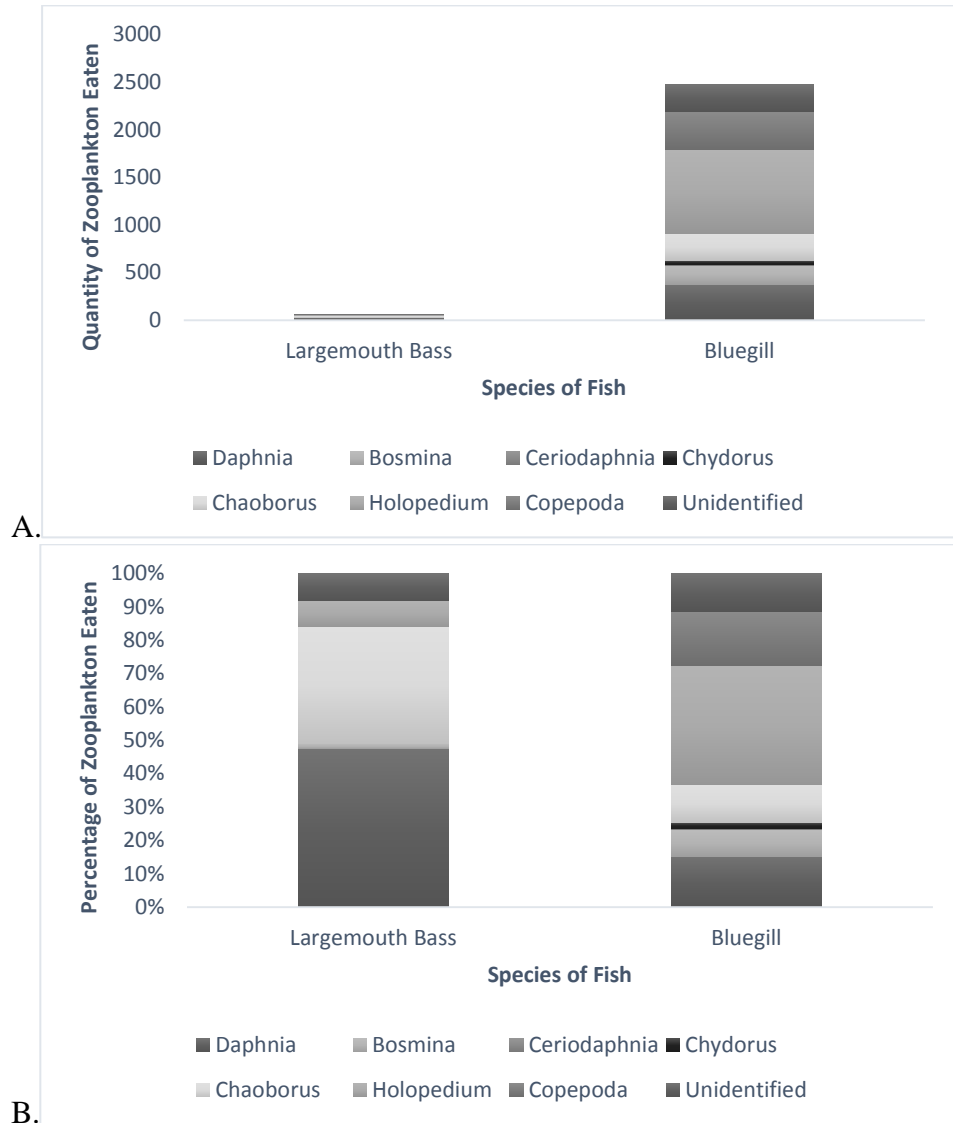 3000
2500
2000
1500
1000
500
0
Quantity of Zooplankton Eaten
Largemouth Bass Bluegill
Species of Fish
Daphnia Bosmina Ceriodaphnia Chydorus
Chaoborus Holopedium Copepoda Unidentified
A.
100%
90%
80%
70%
60%
50%
40%
30%
20%
10%
0%
Percentage of Zooplankton Eaten
Largemouth Bass Bluegill
Species of Fish
Daphnia Bosmina Ceriodaphnia Chydorus
Chaoborus Holopedium Copepoda Unidentified
B.